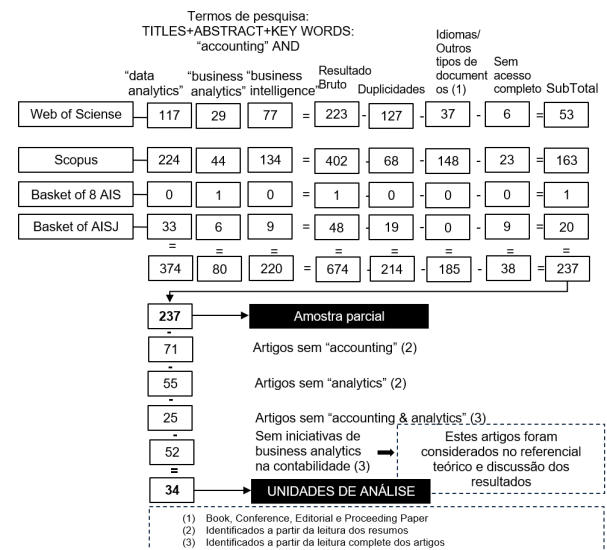 Termos de pesquisa:
TITLES+ABSTRACT+KEY WORDS:
“accounting” AND
“data analytics”
“business analytics”
“business intelligence”
Resultado Bruto
Duplicidades
Idiomas/
Outros
tipos de
document
os (1)
Sem
acesso
completo
SubTotal
Web of Sciense 117 29 77 = 223 - 127 - 37 - 6 = 53
Scopus 224 44 134 = 402 - 68 - 148 - 23 = 163
Basket of 8 AIS 0 1 0 = 1 - 0 - 0 - 0 = 1
Basket of AISJ 33 6 9 = 48 - 19 - 0 - 9 = 20
= = = = = = = =
374 80 220 = 674 - 214 - 185 - 38 = 237
237 Amostra parcial
-
71 Artigos sem “accounting” (2)
-
55 Artigos sem “analytics” (2)
-
25 Artigos sem “accounting & analytics” (3)
-
52
Sem iniciativas de
business analytics
na contabilidade (3)
Estes artigos foram
considerados no referencial
teórico e discussão dos
resultados
=
34 UNIDADES DE ANÁLISE
(1) Book, Conference, Editorial e Proceeding Paper
(2) Identificados a partir da leitura dos resumos
(3) Identificados a partir da leitura complete dos artigos